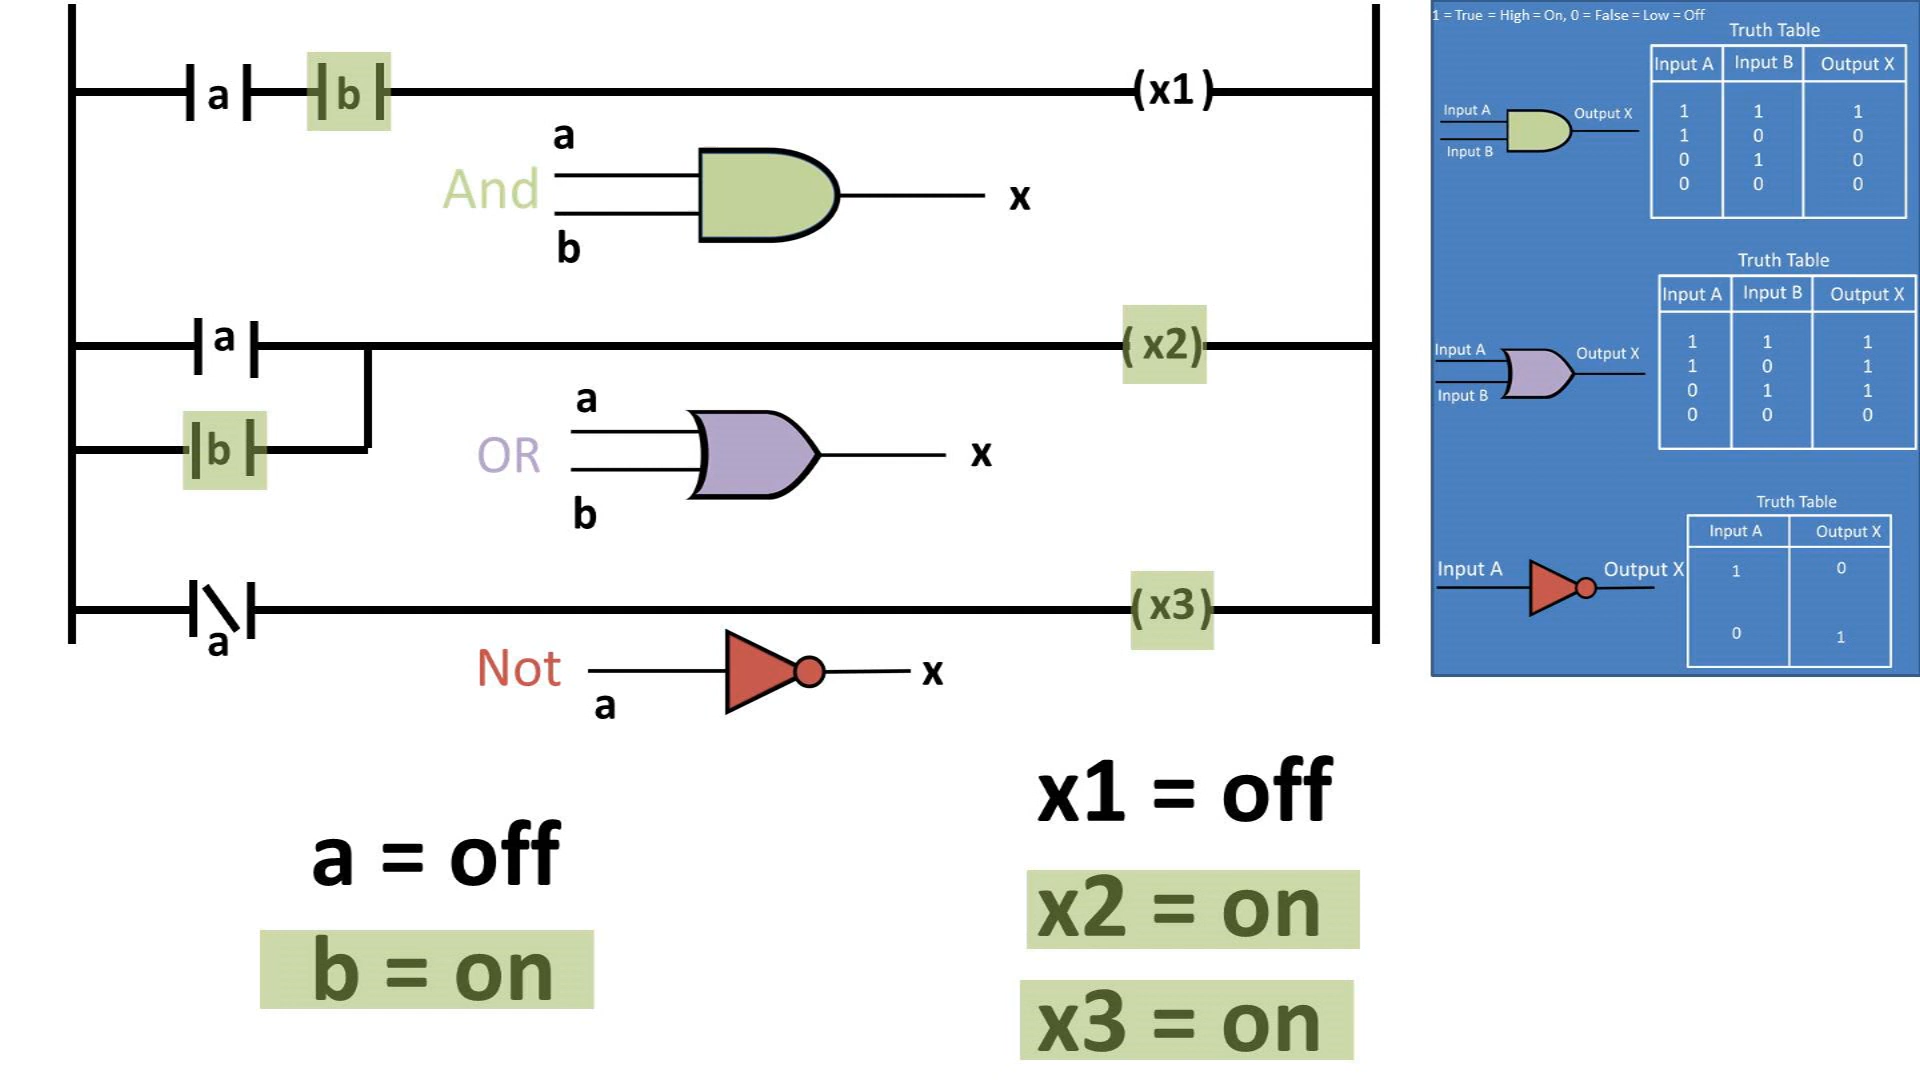 a b (x1)
a
And x
b
a ( x2)
b
a
OR x
b
a (x3)
Not x
a
a = off
b = on
x1 = off
x2 = on
x3 = on
1 = True = High = On, 0 = False = Low = Off
Truth Table
Input A Input B Output X
Input A Output X
Input B
1 1 1
1 0 0
0 1 0
0 0 0
Truth Table
Input A Input B Output X
Input A Output X
Input B
1 1 1
1 0 1
0 1 1
0 0 0
Truth Table
Input A Output X
Input A Output X
1 0
0 1